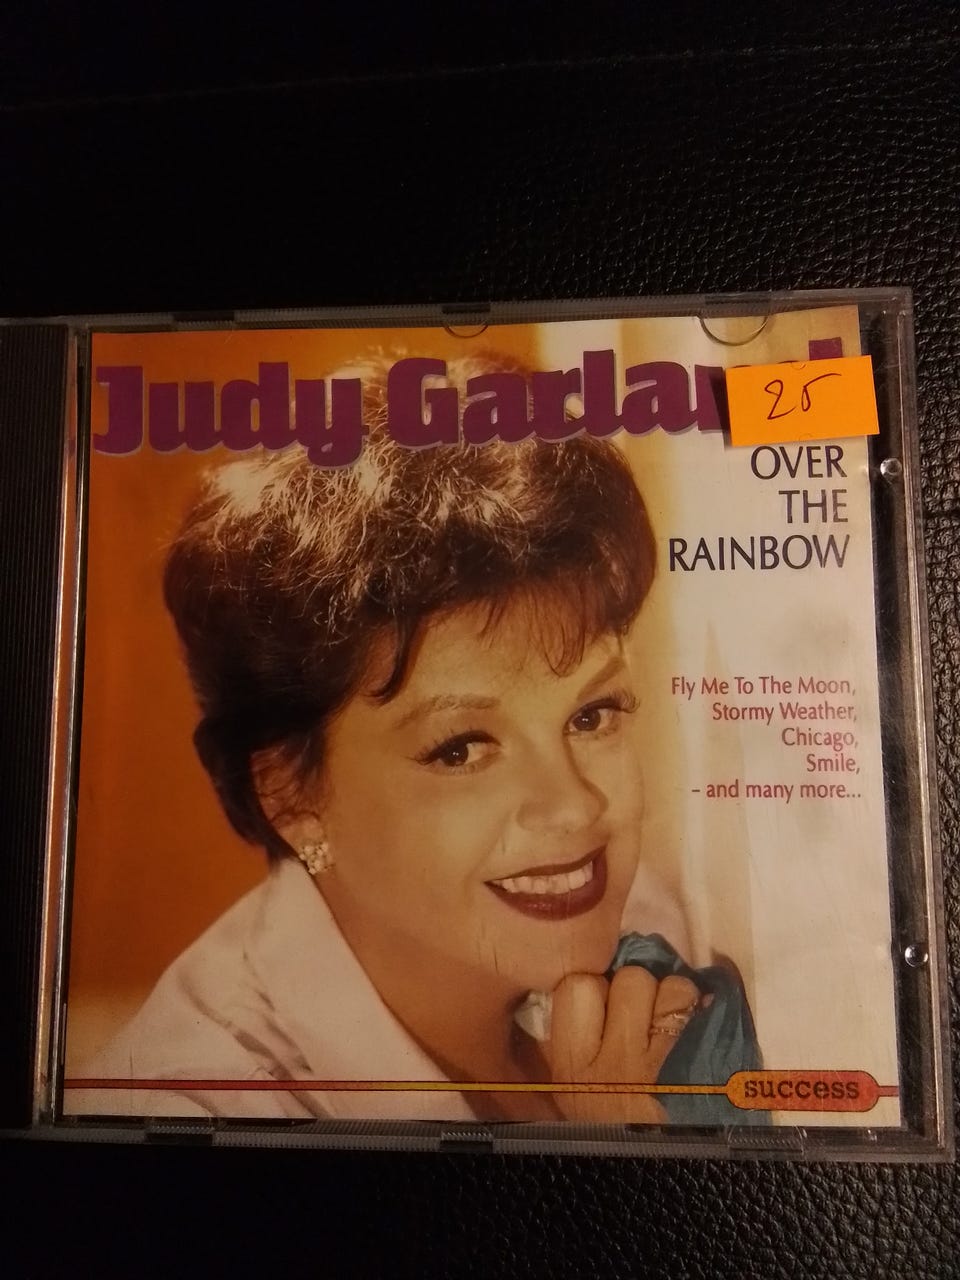 Judy Garland
25
OVER
THE
RAINBOW
Fly Me To The Moon,
Stormy Weather,
Chicago,
Smile,
- and many more...
success